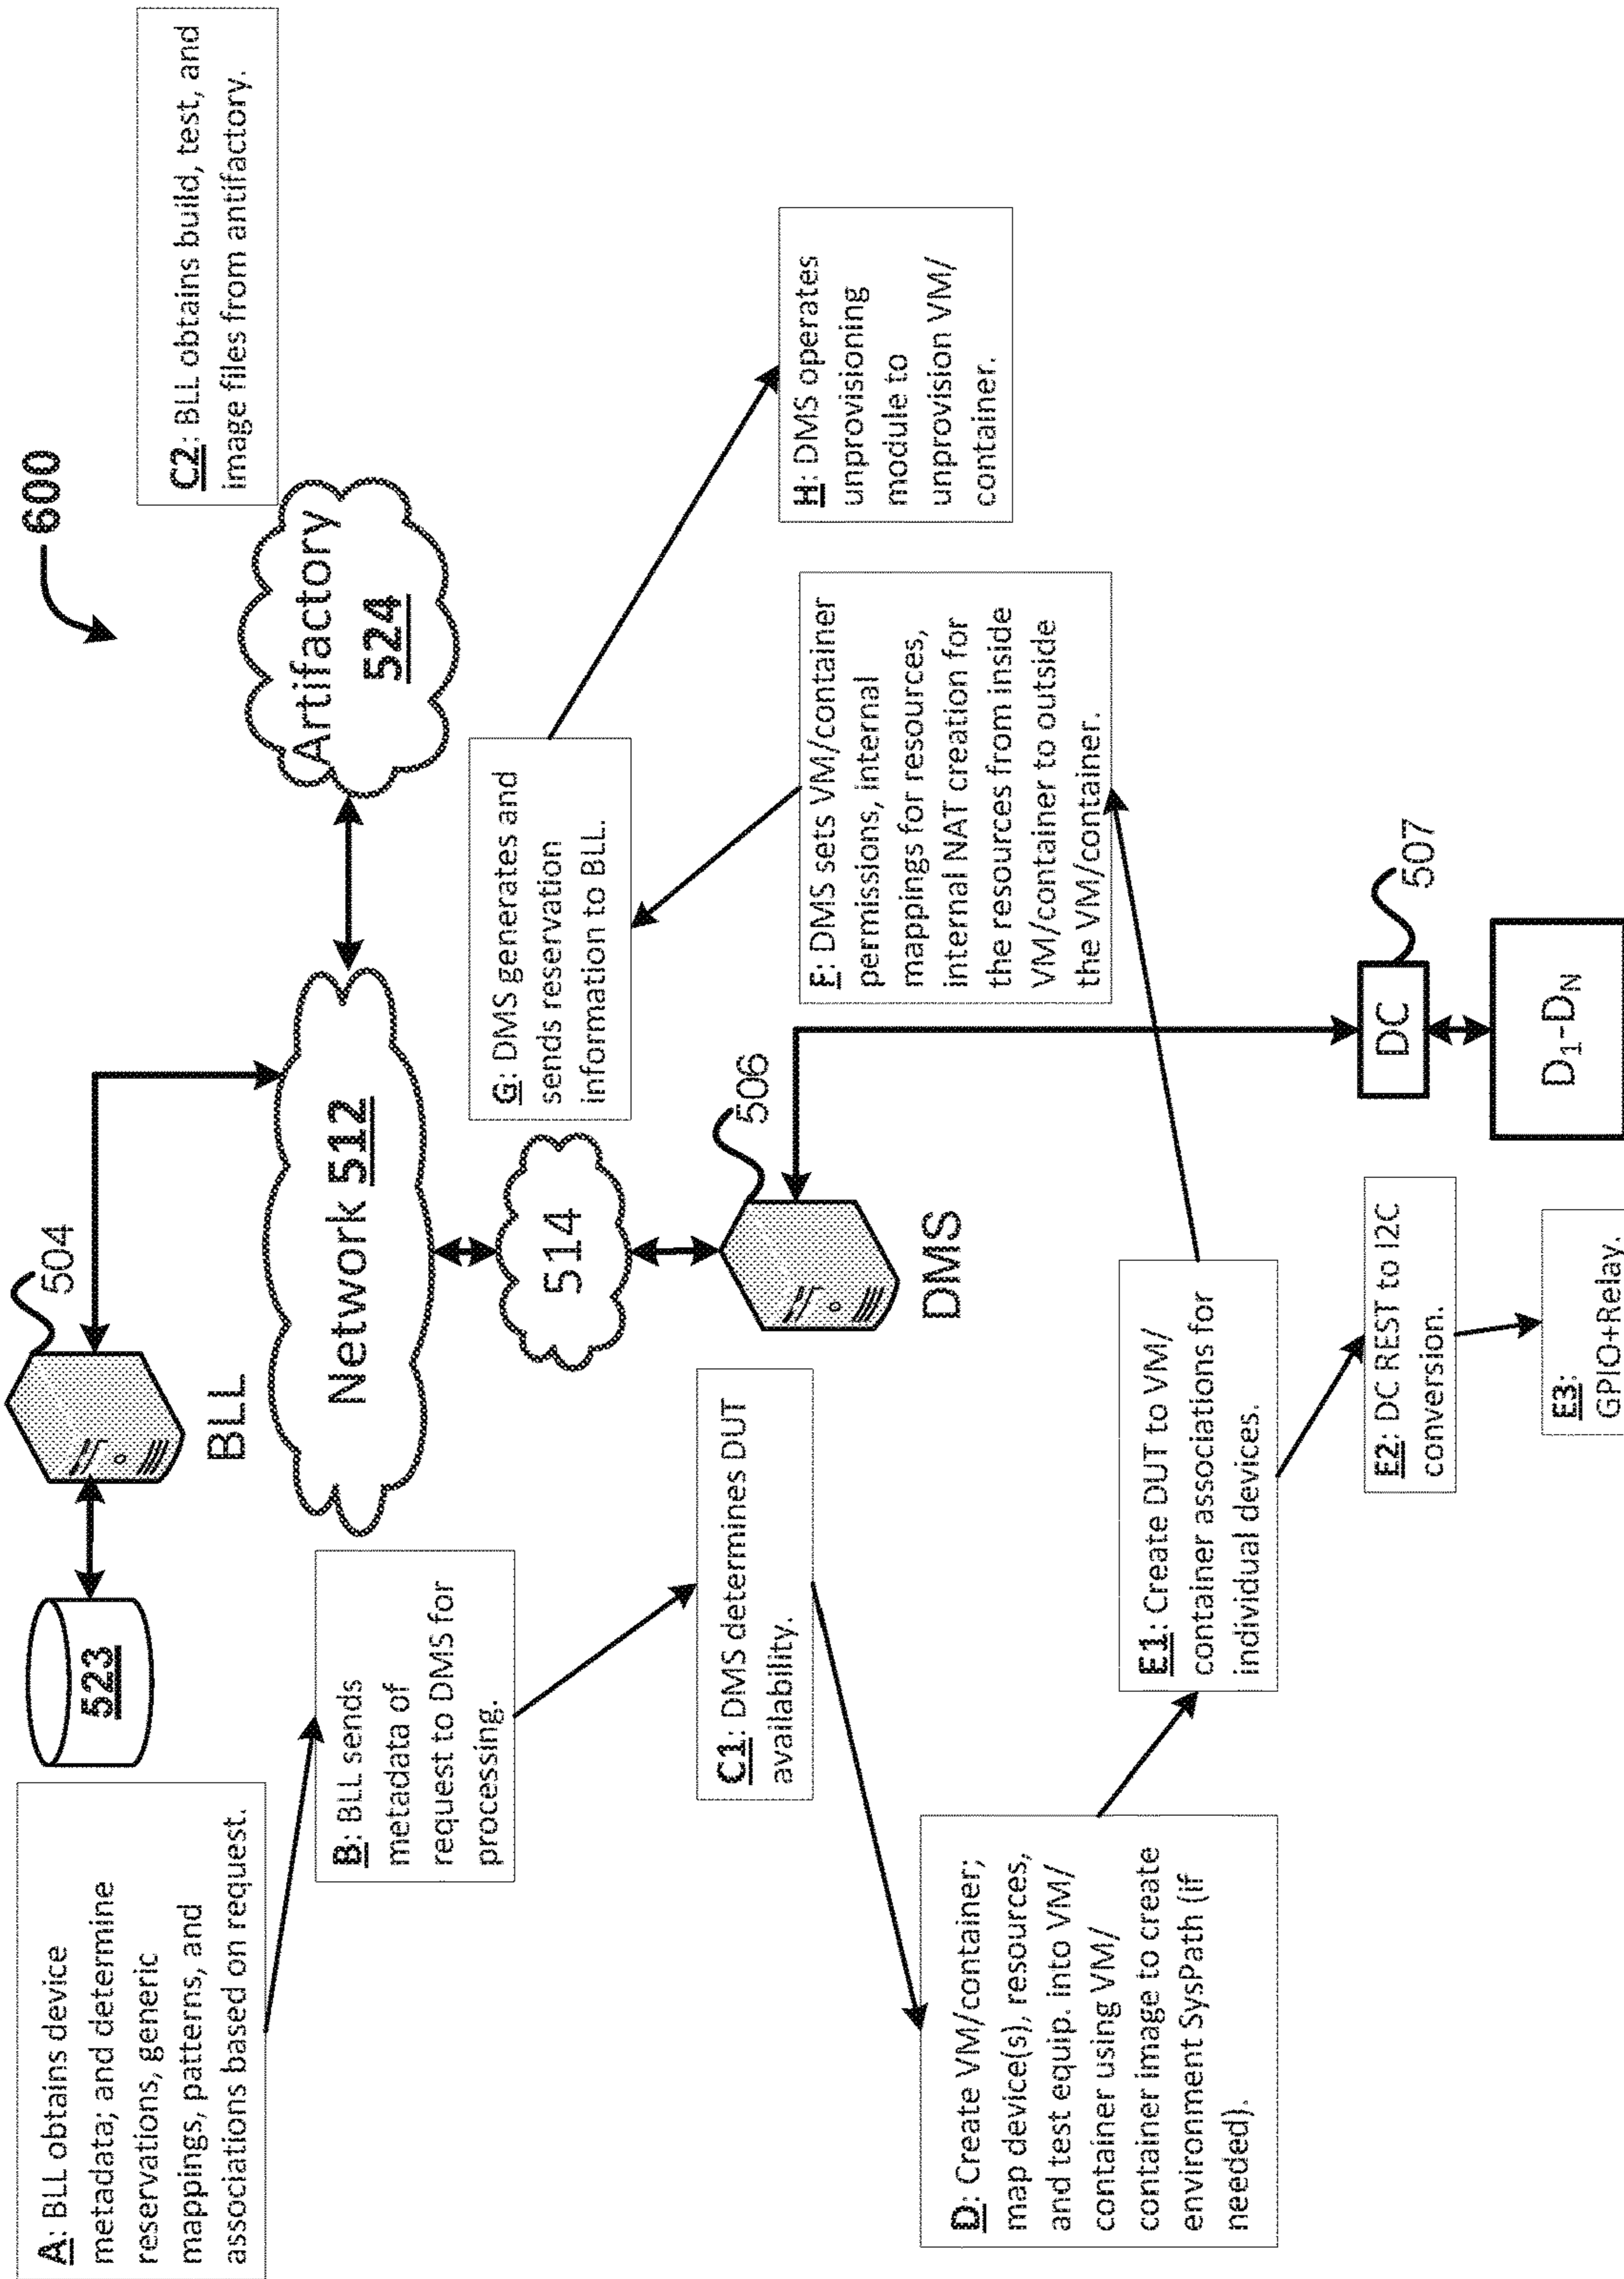 600
A: BLL obtains device
metadata; and determine
reservations, generic
mappings, patterns, and
associations based on request.
523
504
BLL
Network 512
Artifactory
524
C2: BLL obtains build, test, and
image files from antifactory.
B: BLL sends
metadata of
request to DMS for
processing.
514
G: DMS generates and
sends reservation
information to BLL.
C1: DMS determines DUT
availability.
506
DMS
H: DMS operates
unprovisioning
module to
unprovision VM/
container.
F: DMS sets VM/container
permissions, internal
mappings for resources,
internal NAT creation for
the resources from inside
VM/container to outside
the VM/container.
D: Create VM/container;
map device(s), resources,
and test equip. into VM/
container using VM/
container image to create
environment SysPath (if
needed).
E1: Create DUT to VM/
container associations for
individual devices.
E2: DC REST to I2C
conversion.
E3:
GPIO+Relay.
DC
507
D1-DN